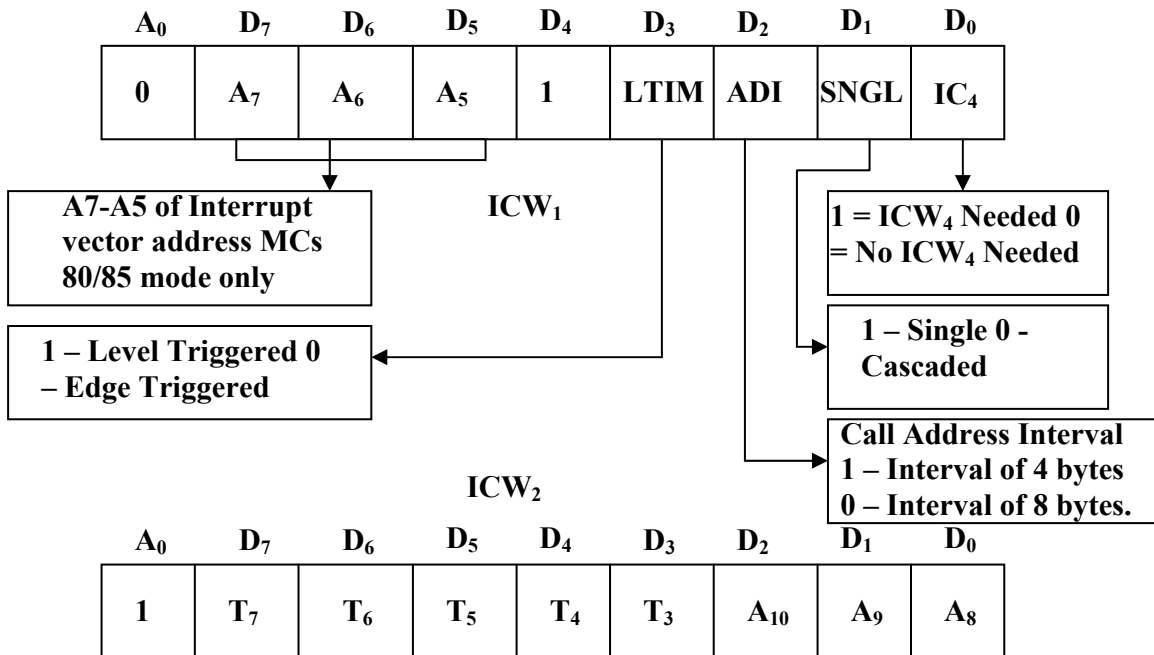 A₀ D₇ D₆ D₅ D₄ D₃ D₂ D₁ D₀
0 A₇ A₆ A₅ 1 LTIM ADI SNGL IC₄
A7-A5 of Interrupt
vector address MCs
80/85 mode only
ICW₁
1 = ICW₄ Needed 0
= No ICW₄ Needed
1 – Level Triggered 0
– Edge Triggered
1 – Single 0 -
Cascaded
Call Address Interval
1 – Interval of 4 bytes
0 – Interval of 8 bytes.
ICW₂
A₀ D₇ D₆ D₅ D₄ D₃ D₂ D₁ D₀
1 T₇ T₆ T₅ T₄ T₃ A₁₀ A₉ A₈